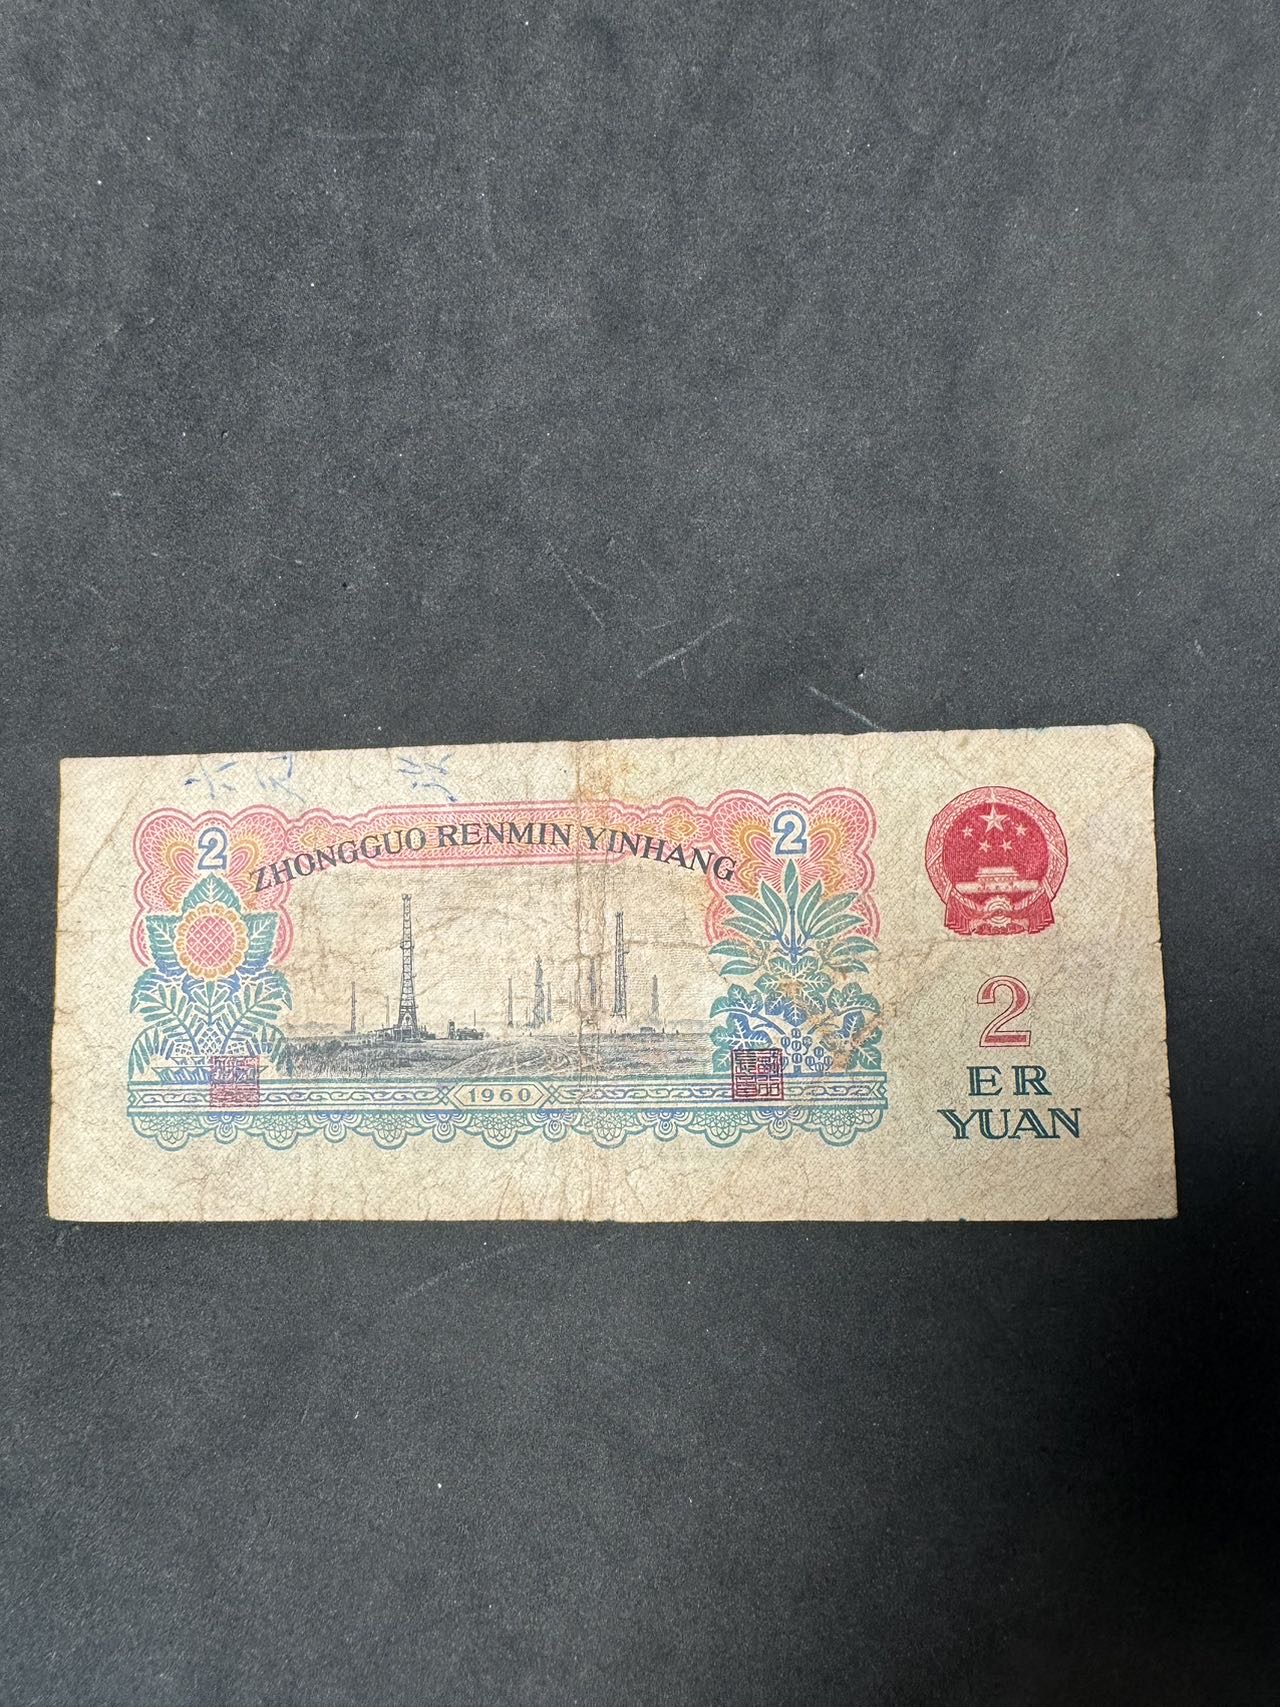 2 2
ZHONGGUO RENMIN YINHANG
2
ER
YUAN
1960